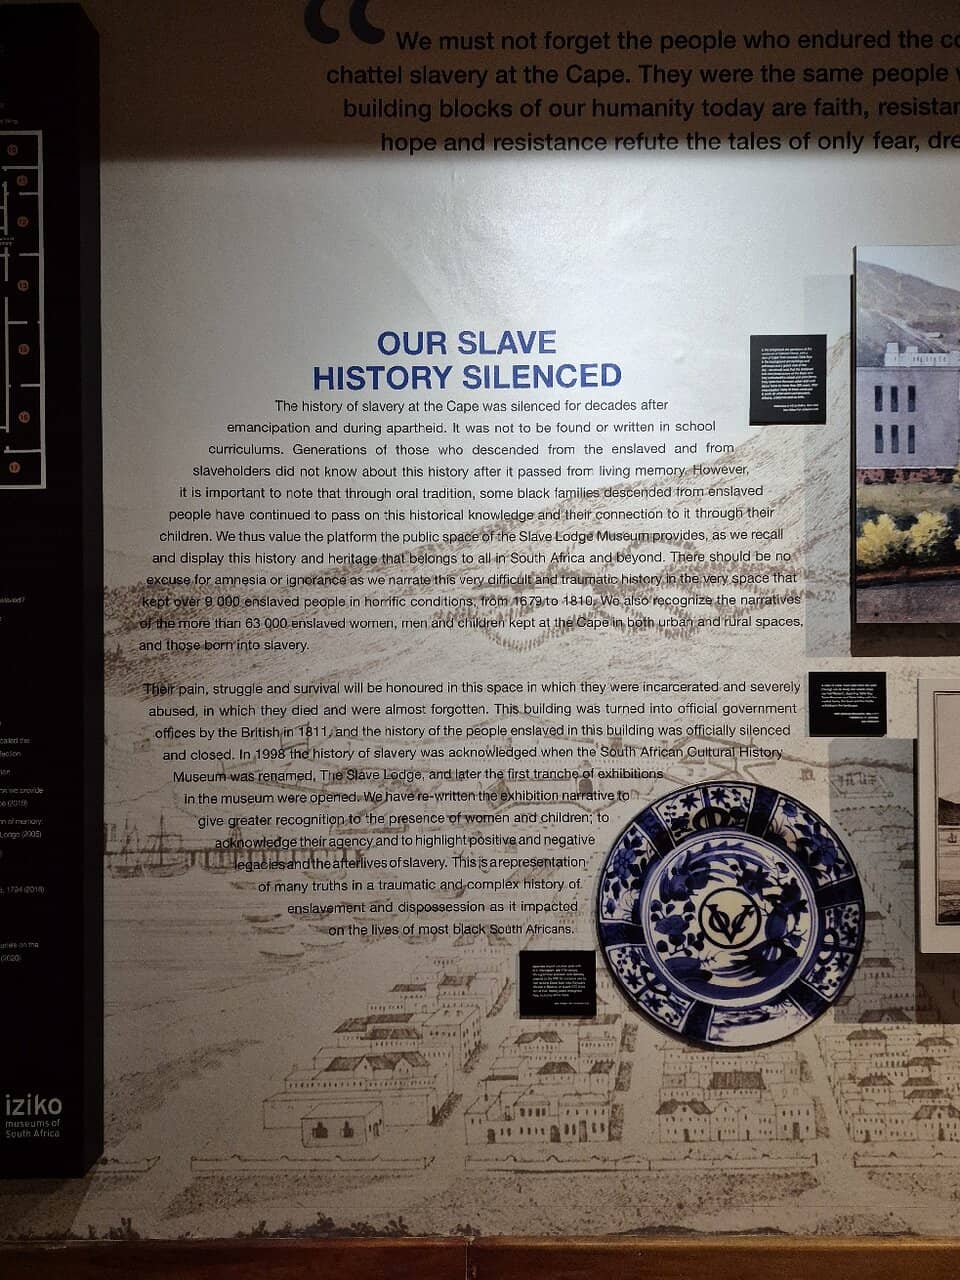 We must not forget the people who endured the
chattel slavery at the Cape. They were the same people
building blocks of our humanity today are faith,
hope and resistance refute the tales of only fear,
OUR SLAVE
HISTORY SILENCED
The history of slavery at the Cape was silenced for decades after
emancipation and during apartheid. It was not to be found or written in school
curriculums. Generations of those who descended from the enslaved and from
slaveholders did not know about this history after it passed from living memory. However,
it is important to note that through oral tradition, some black families descended from enslaved
people have continued to pass on this historical knowledge and their connection to it through their
children. We thus value the platform the public space of the Slave Lodge Museum provides, as we recall
and display this history and heritage that belongs to all in South Africa and beyond. There should be no
excuse for amnesia or ignorance as we narrate this very difficult and traumatic history in the very space that
kept over 9 000 enslaved people in horrific conditions, from 1679 to 1810. We also recognize the narratives
of the more than 63 000 enslaved women, men and children kept at the Cape in both urban and rural spaces,
and those born into slavery.
Their pain, struggle and survival will be honoured in this space in which they were incarcerated and severely
abused, in which they died and were almost forgotten. This building was turned into official government
offices by the British in 1811, and the history of the people enslaved in this building was officially silenced
and closed. In 1998 the history of slavery was acknowledged when the South African Cultural History
Museum was renamed, The Slave Lodge, and later the first tranche of exhibitions
in the museum were opened. We have re-written the exhibition narrative to
give greater recognition to the presence of women and children; to
acknowledge their agency and to highlight positive and negative
legacies and the afterlives of slavery. This is a representation
of many truths in a traumatic and complex history of
enslavement and dispossession as it impacted
on the lives of most black South Africans.
iziko
museums of
South Africa